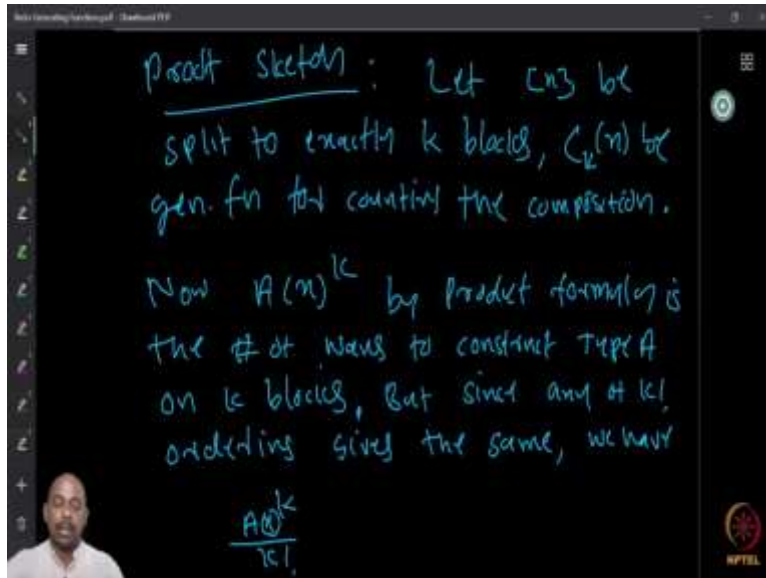 Proof Sketch : Let [n] be
split to exactly k blocks, C_k(x) be
gen. fn for counting the composition.
Now A(x)^k by Product formula is
the # of ways to construct Type A
on k blocks. But since any of k!
ordering gives the same, we have
A(x)^k
k!
NPTEL